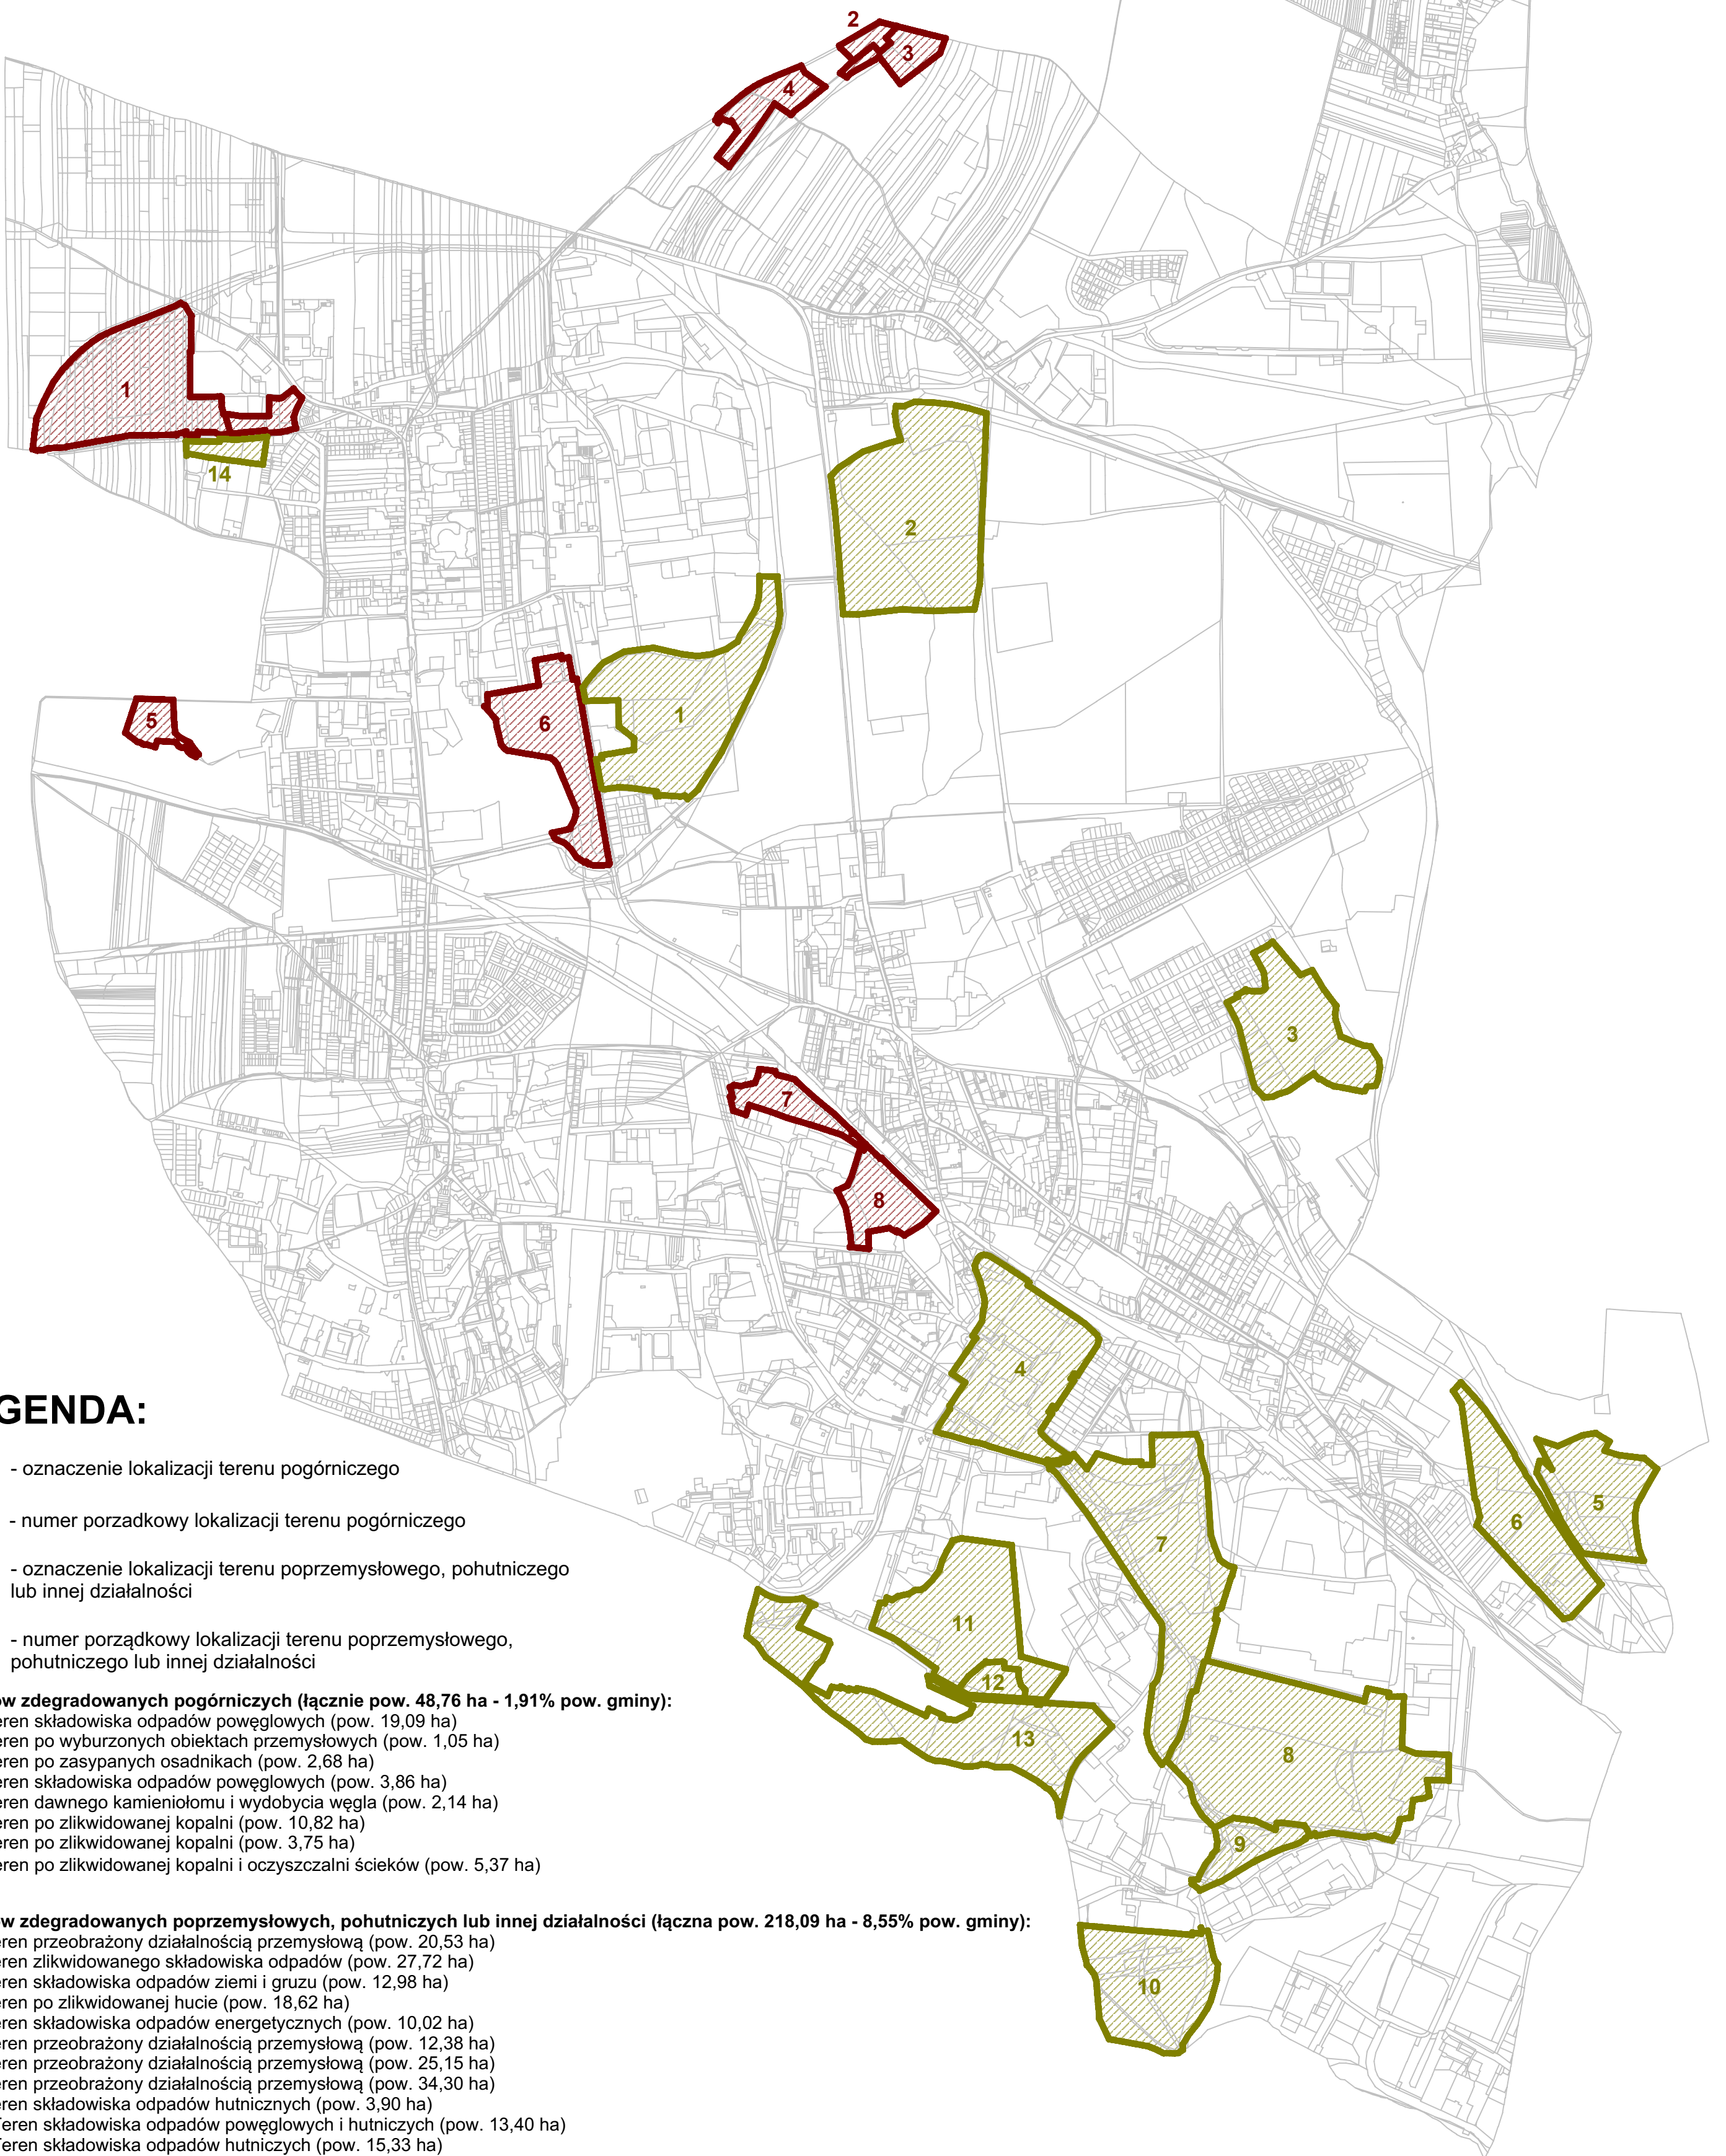 2
3
4
1
14
2
6
1
5
3
7
8
4
5
6
7
11
12
13
8
9
10
GENDA:
- oznaczenie lokalizacji terenu pogórniczego
- numer porzadkowy lokalizacji terenu pogórniczego
- oznaczenie lokalizacji terenu poprzemysłowego, pohutniczego
lub innej działalności
- numer porządkowy lokalizacji terenu poprzemysłowego,
pohutniczego lub innej działalności
ów zdegradowanych pogórniczych (łącznie pow. 48,76 ha - 1,91% pow. gminy):
eren składowiska odpadów powęglowych (pow. 19,09 ha)
eren po wyburzonych obiektach przemysłowych (pow. 1,05 ha)
eren po zasypanych osadnikach (pow. 2,68 ha)
eren składowiska odpadów powęglowych (pow. 3,86 ha)
eren dawnego kamieniołomu i wydobycia węgla (pow. 2,14 ha)
eren po zlikwidowanej kopalni (pow. 10,82 ha)
eren po zlikwidowanej kopalni (pow. 3,75 ha)
eren po zlikwidowanej kopalni i oczyszczalni ścieków (pow. 5,37 ha)
ów zdegradowanych poprzemysłowych, pohutniczych lub innej działalności (łączna pow. 218,09 ha - 8,55% pow. gminy):
eren przeobrażony działalnością przemysłową (pow. 20,53 ha)
eren zlikwidowanego składowiska odpadów (pow. 27,72 ha)
eren składowiska odpadów ziemi i gruzu (pow. 12,98 ha)
eren po zlikwidowanej hucie (pow. 18,62 ha)
eren składowiska odpadów energetycznych (pow. 10,02 ha)
eren przeobrażony działalnością przemysłową (pow. 12,38 ha)
eren przeobrażony działalnością przemysłową (pow. 25,15 ha)
eren przeobrażony działalnością przemysłową (pow. 34,30 ha)
eren składowiska odpadów hutnicznych (pow. 3,90 ha)
Teren składowiska odpadów powęglowych i hutniczych (pow. 13,40 ha)
Teren składowiska odpadów hutniczych (pow. 15,33 ha)